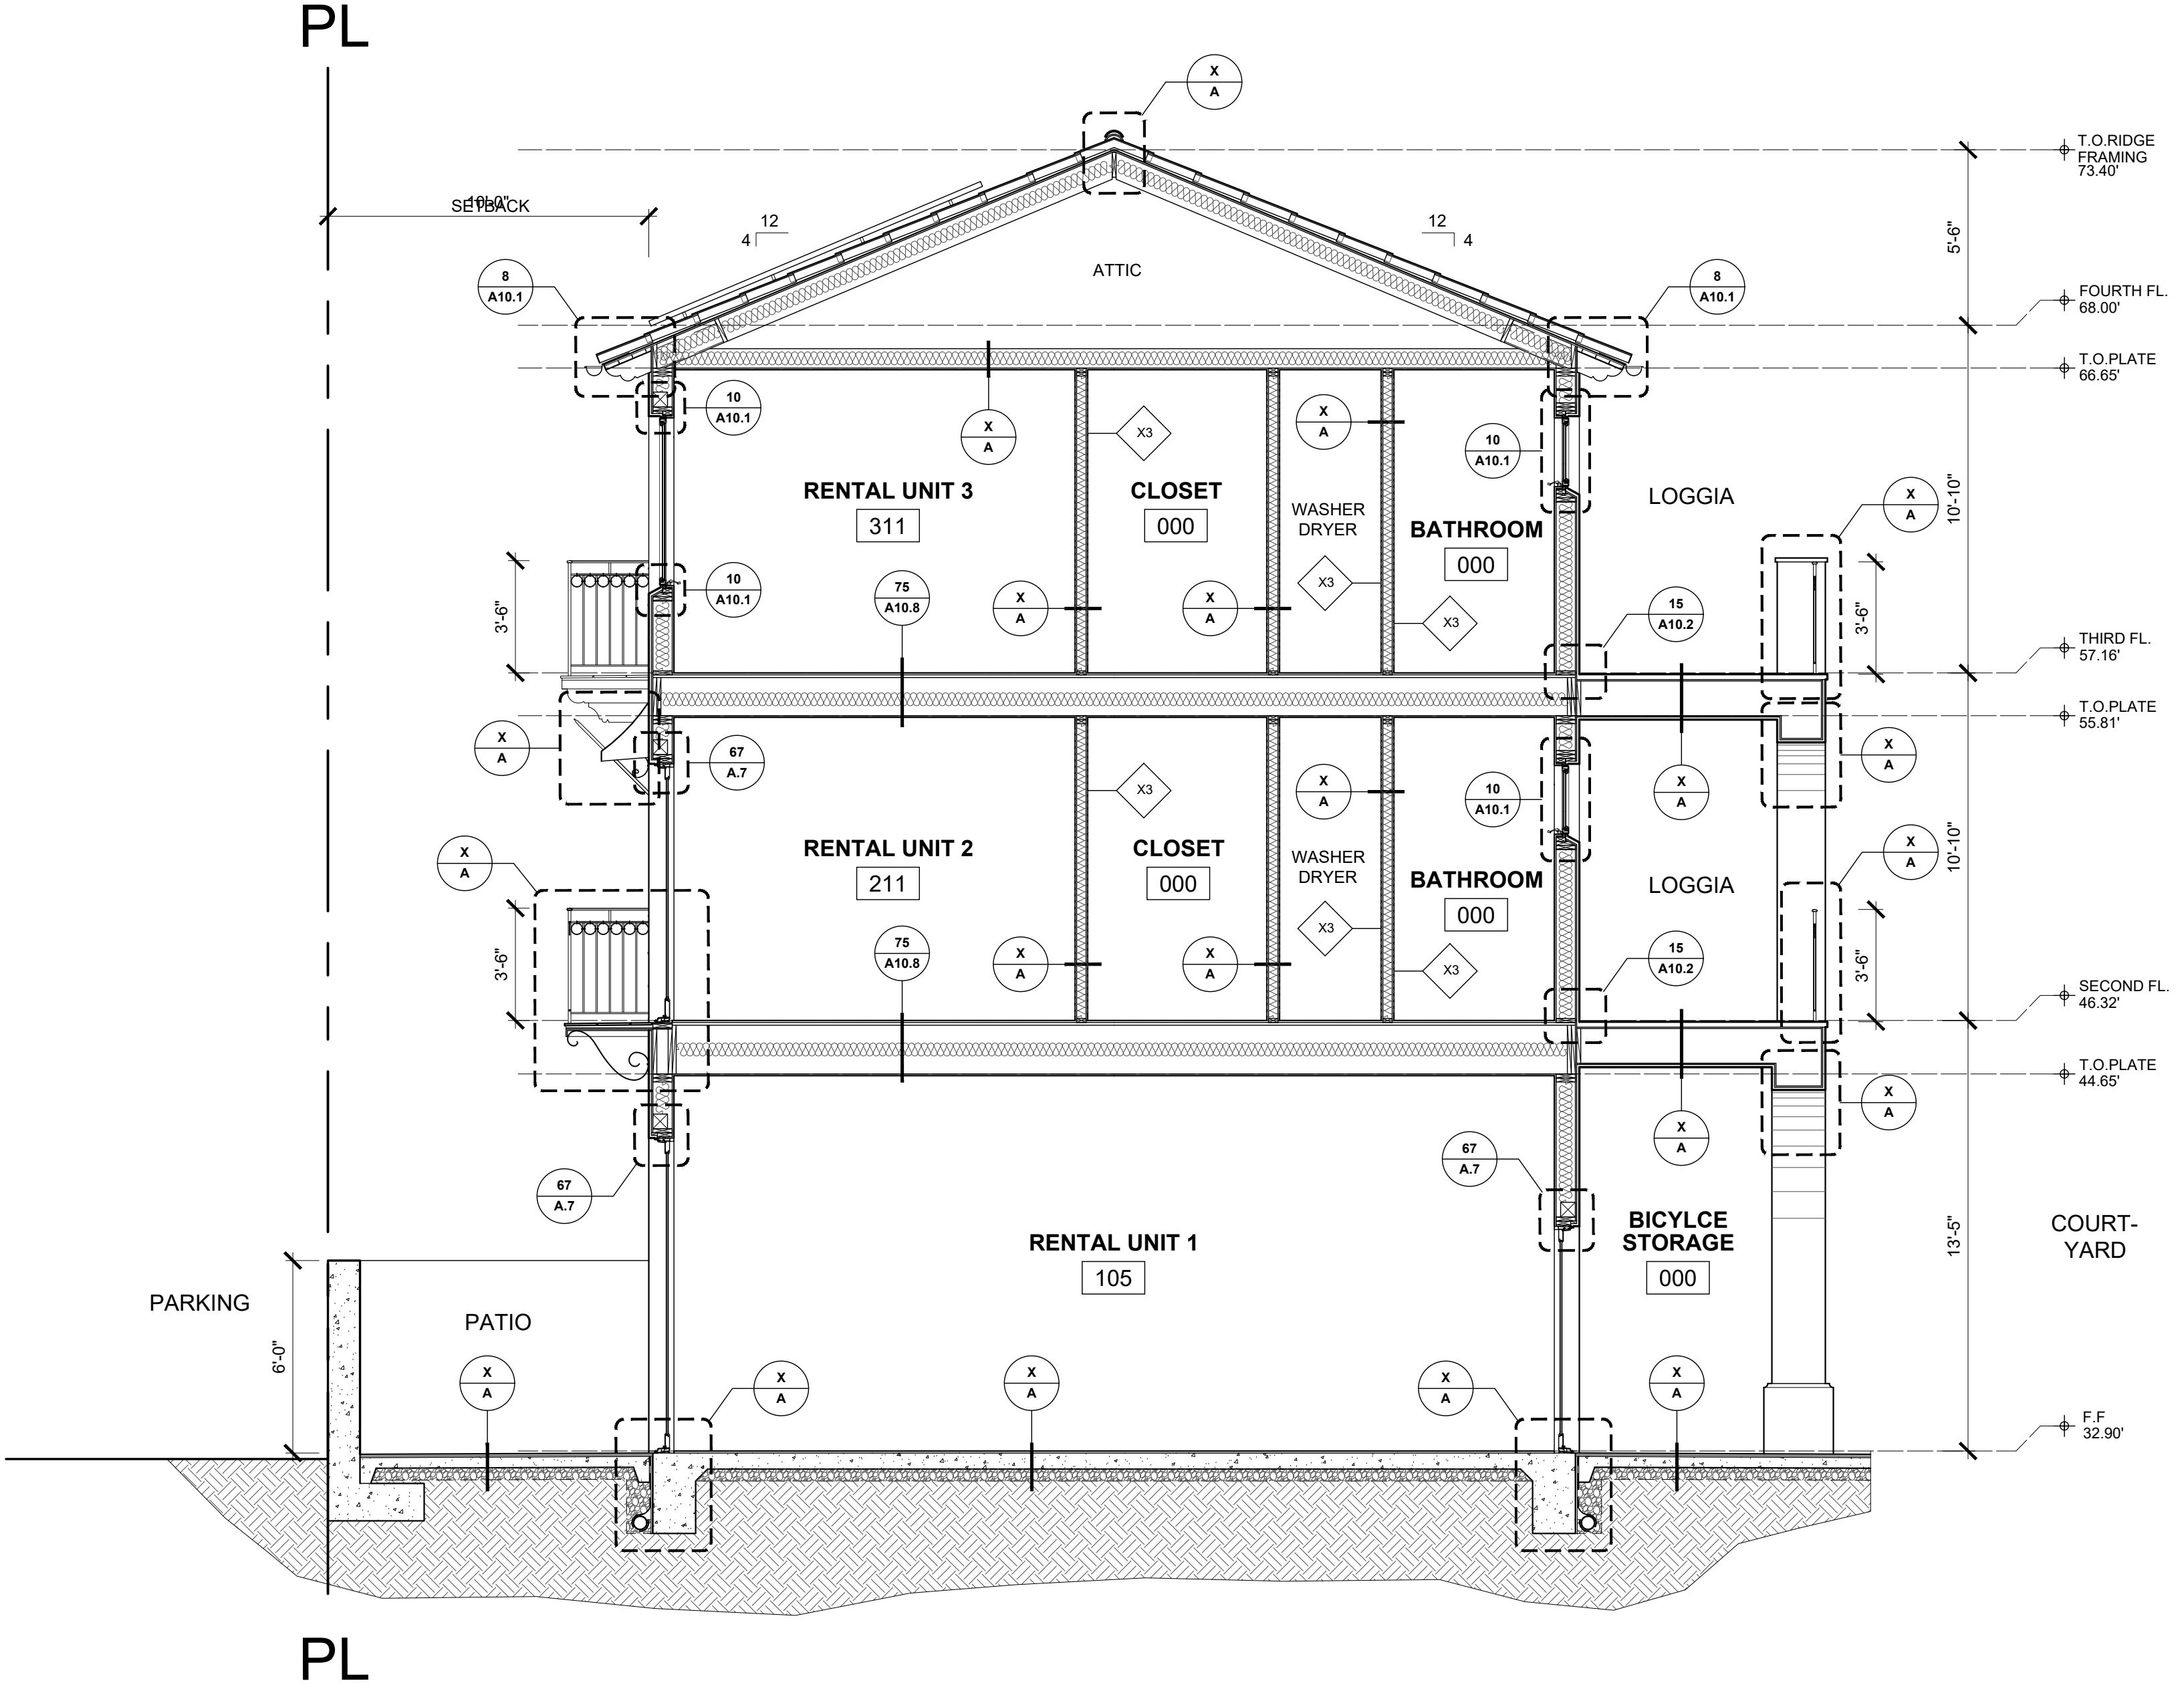 PL
X
A
T.O.RIDGE
FRAMING
73.40'
10'-0"
SETBACK
12
4
12
4
5'-6"
ATTIC
8
A10.1
8
A10.1
FOURTH FL.
68.00'
T.O.PLATE
66.65'
10
A10.1
X
A
X3
X
A
10
A10.1
RENTAL UNIT 3
311
CLOSET
000
WASHER
DRYER
BATHROOM
000
LOGGIA
X
A
10'-10"
3'-6"
10
A10.1
75
A10.8
X
A
X
A
X3
X3
15
A10.2
3'-6"
THIRD FL.
57.16'
X
A
67
A.7
T.O.PLATE
55.81'
X3
X
A
10
A10.1
X
A
X
A
X
A
RENTAL UNIT 2
211
CLOSET
000
WASHER
DRYER
BATHROOM
000
LOGGIA
X
A
10'-10"
3'-6"
75
A10.8
X
A
X
A
X3
X3
15
A10.2
3'-6"
SECOND FL.
46.32'
T.O.PLATE
44.65'
X
A
X
A
67
A.7
67
A.7
RENTAL UNIT 1
105
BICYLCE
STORAGE
000
13'-5"
COURT-
YARD
PARKING
6'-0"
PATIO
X
A
X
A
X
A
X
A
X
A
F.F
32.90'
PL